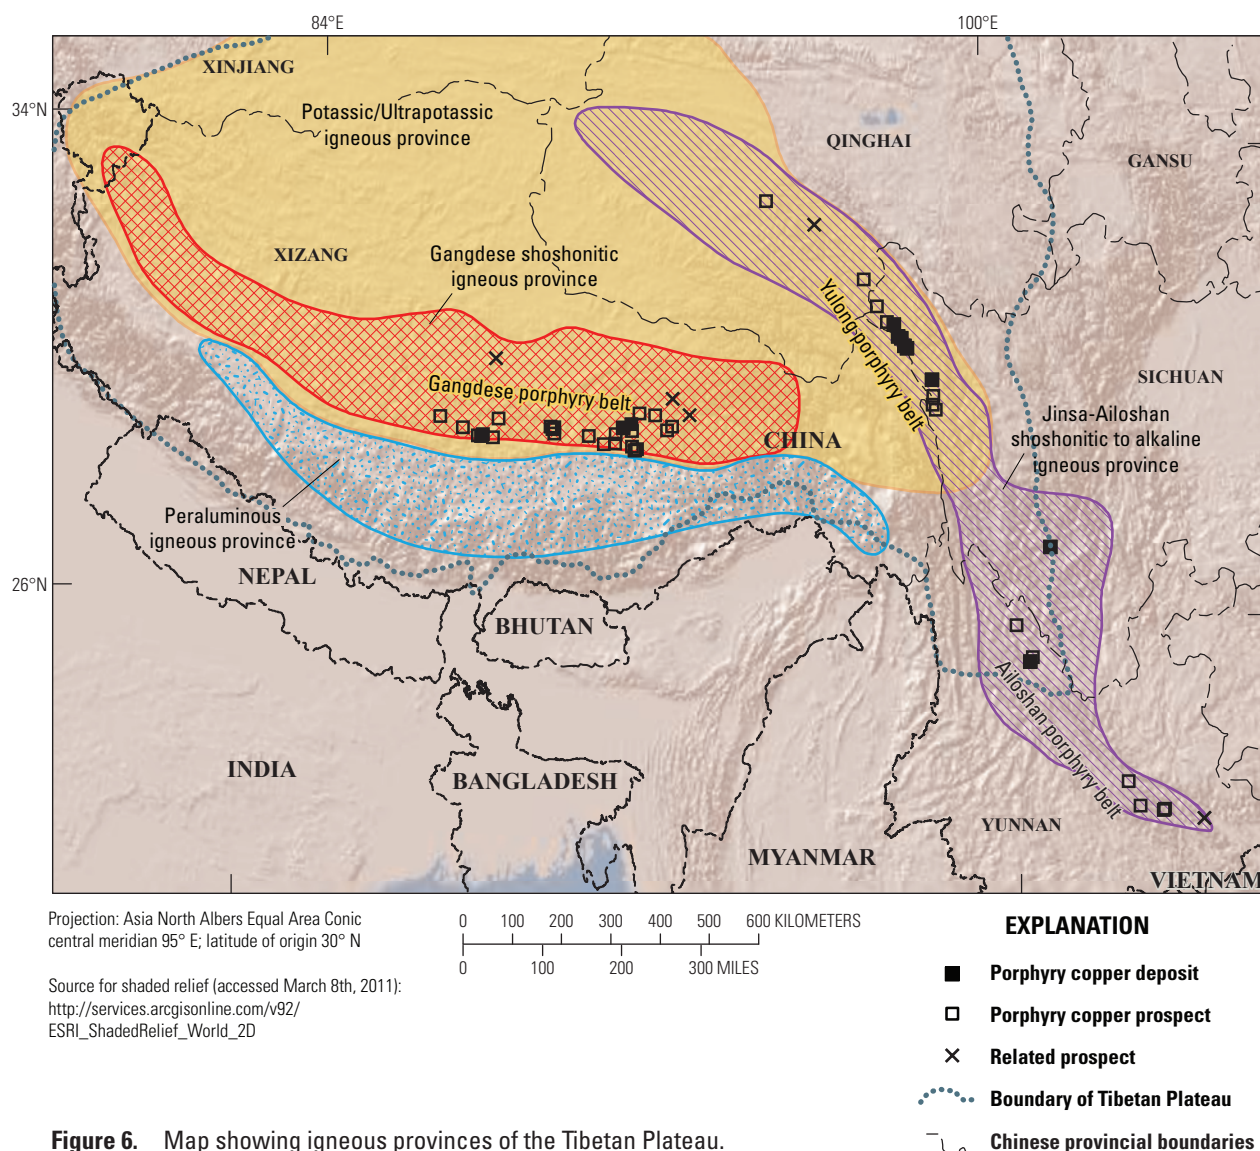 84°E
100°E
XINJIANG
34°N
Potassic/Ultrapotassic
igneous province
QINGHAI
GANSU
XIZANG
Gangdese shoshonitic
igneous province
Yulong porphyry belt
Gangdese porphyry belt
SICHUAN
Jinsa-Ailoshan
shoshonitic to alkaline
igneous province
CHINA
Peraluminous
igneous province
26°N
NEPAL
BHUTAN
Ailoshan porphyry belt
INDIA
BANGLADESH
YUNNAN
MYANMAR
VIETNAM
Projection: Asia North Albers Equal Area Conic
central meridian 95° E; latitude of origin 30° N
Source for shaded relief (accessed March 8th, 2011):
http://services.arcgisonline.com/v92/
ESRI_ShadedRelief_World_2D
0 100 200 300 400 500 600 KILOMETERS
0 100 200 300 MILES
EXPLANATION
Porphyry copper deposit
Porphyry copper prospect
Related prospect
Boundary of Tibetan Plateau
Chinese provincial boundaries
Figure 6. Map showing igneous provinces of the Tibetan Plateau.